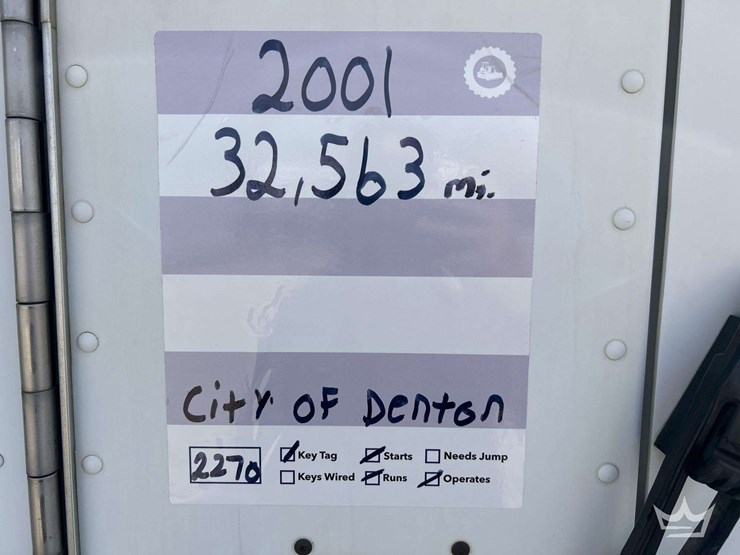 2001
32,563 mi.
City OF Denton
2270 Key Tag Starts Needs Jump
Keys Wired Runs Operates